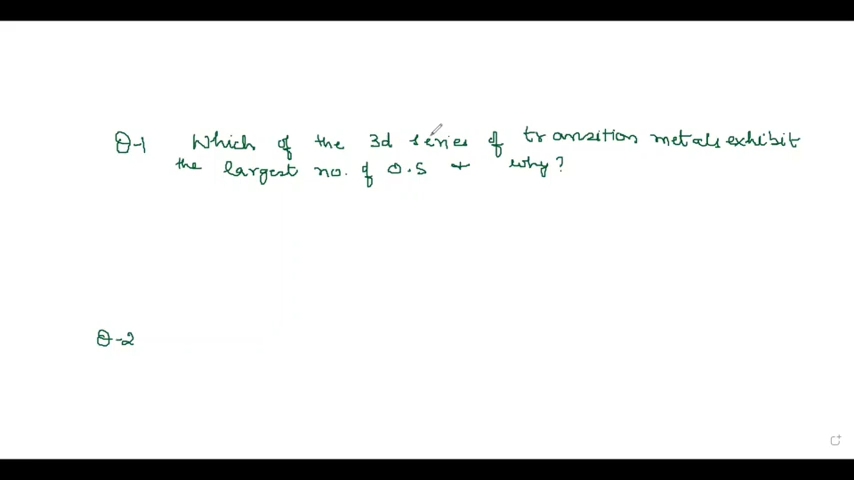 Q-1 Which of the 3d series of transition metals exhibit
the largest no. of O.S + why?
Q-2